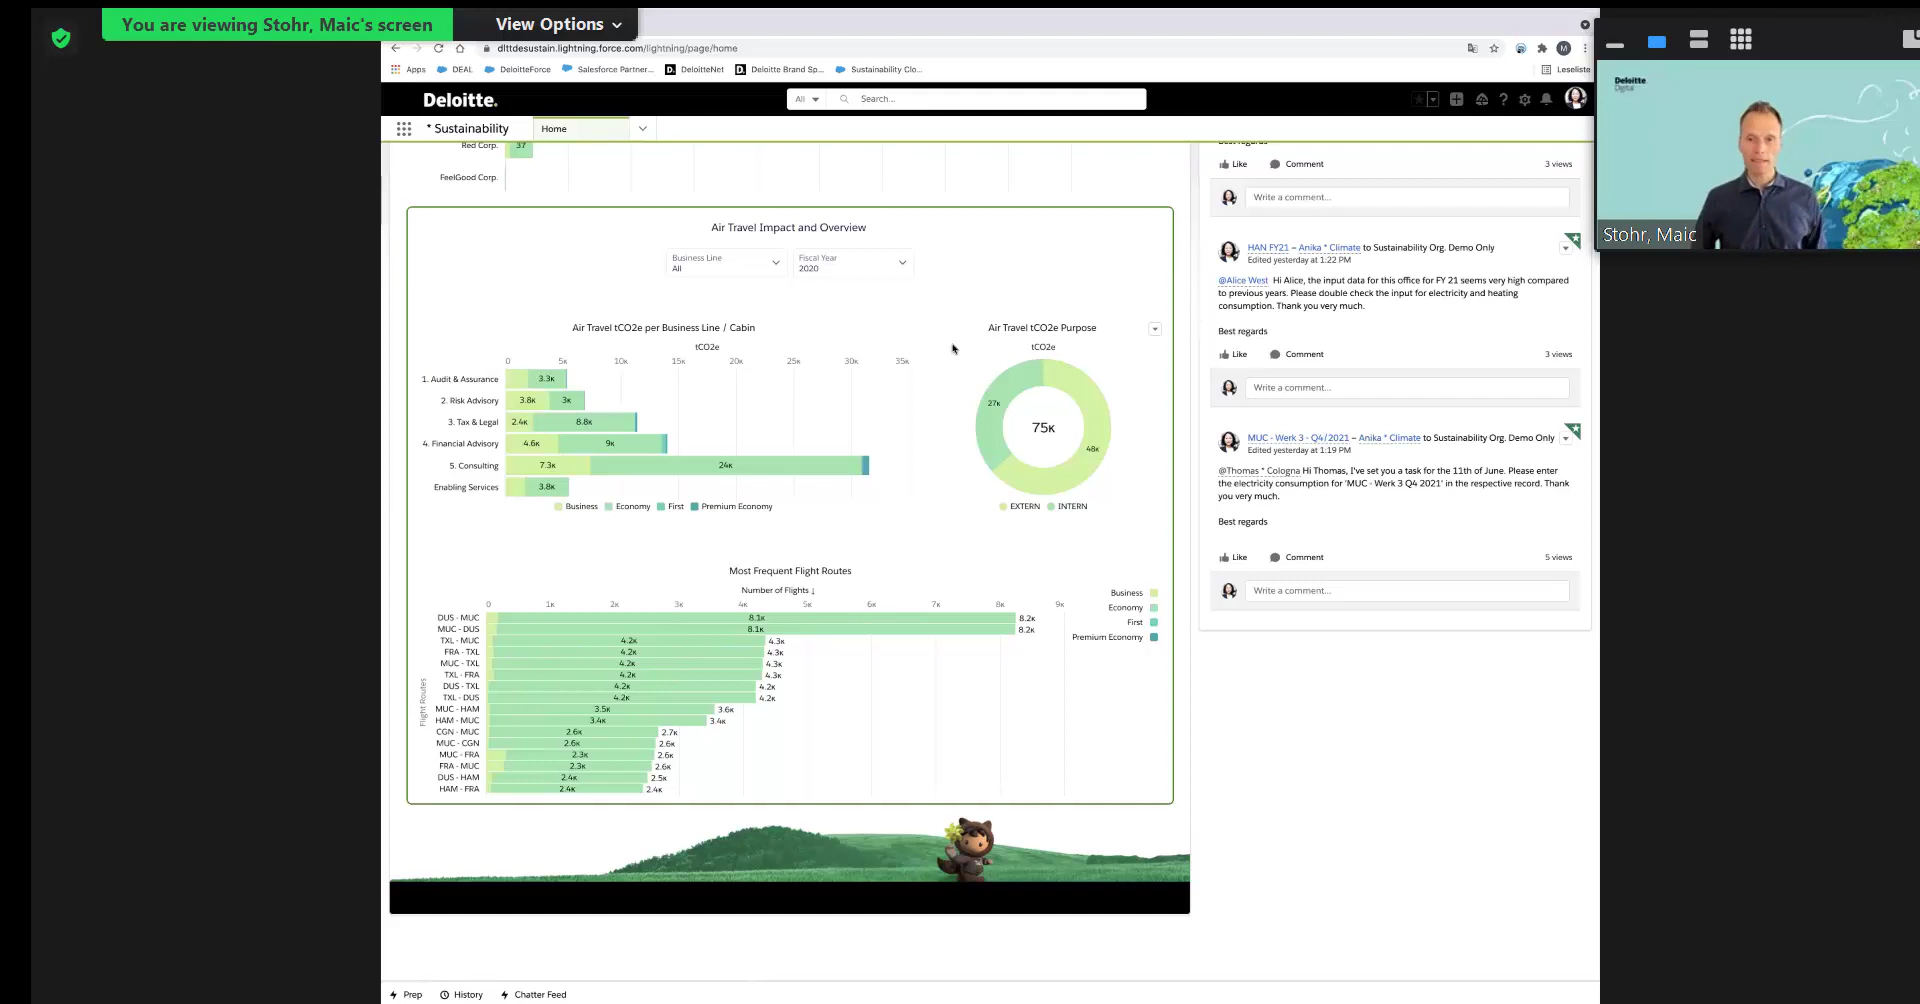 You are viewing Stohr, Maic's screen
View Options
dlttdesustain.lightning.force.com/lightning/page/home
Apps
DEAL
DeloitteForce
Salesforce Partner...
DeloitteNet
Deloitte Brand Sp...
Sustainability Clo...
Leseliste
Deloitte.
All
Search...
* Sustainability
Home
Red Corp.
37
FeelGood Corp.
Air Travel Impact and Overview
Business Line
All
Fiscal Year
2020
Air Travel tCO2e per Business Line / Cabin
tCO2e
0 5K 10K 15K 20K 25K 30K 35K
1. Audit & Assurance 3.3K
2. Risk Advisory 3.8K 3K
3. Tax & Legal 2.4K 8.8K
4. Financial Advisory 4.6K 9K
5. Consulting 7.3K 24K
Enabling Services 3.8K
Business Economy First Premium Economy
Air Travel tCO2e Purpose
tCO2e
27K
75K
48K
EXTERN INTERN
Most Frequent Flight Routes
Number of Flights ↓
0 1K 2K 3K 4K 5K 6K 7K 8K 9K
Flight Routes
DUS - MUC 8.1K 8.2K
MUC - DUS 8.1K 8.2K
TXL - MUC 4.2K 4.3K
FRA - TXL 4.2K 4.3K
MUC - TXL 4.2K 4.3K
TXL - FRA 4.2K 4.3K
DUS - TXL 4.2K 4.2K
TXL - DUS 4.2K 4.2K
MUC - HAM 3.5K 3.6K
HAM - MUC 3.4K 3.4K
CGN - MUC 2.6K 2.7K
MUC - CGN 2.6K 2.6K
MUC - FRA 2.3K 2.6K
FRA - MUC 2.3K 2.6K
DUS - HAM 2.4K 2.5K
HAM - FRA 2.4K 2.4K
Business
Economy
First
Premium Economy
Best regards
Like Comment 3 views
Write a comment...
HAN FY21 – Anika * Climate to Sustainability Org. Demo Only
Edited yesterday at 1:22 PM
@Alice West Hi Alice, the input data for this office for FY 21 seems very high compared
to previous years. Please double check the input for electricity and heating
consumption. Thank you very much.
Best regards
Like Comment 3 views
Write a comment...
MUC - Werk 3 - Q4/2021 – Anika * Climate to Sustainability Org. Demo Only
Edited yesterday at 1:19 PM
@Thomas * Cologna Hi Thomas, I've set you a task for the 11th of June. Please enter
the electricity consumption for 'MUC - Werk 3 Q4 2021' in the respective record. Thank
you very much.
Best regards
Like Comment 5 views
Write a comment...
Prep
History
Chatter Feed
Deloitte
Digital
Stohr, Maic
M